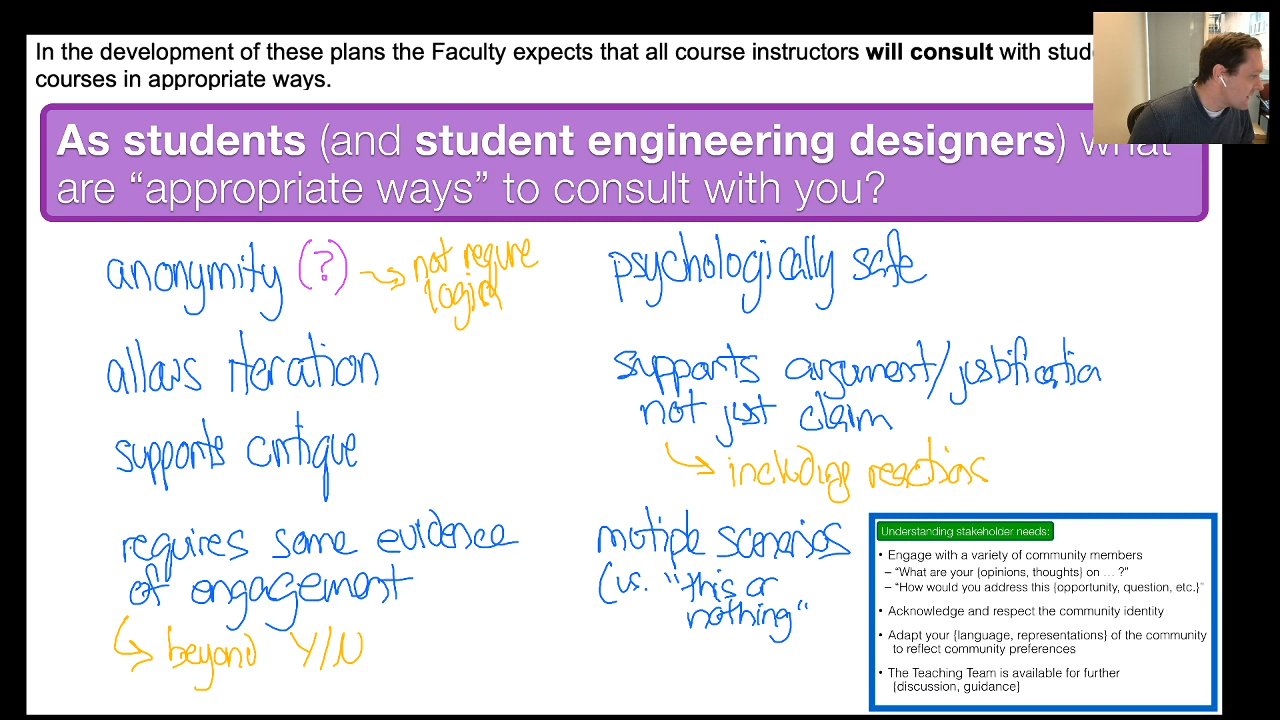 In the development of these plans the Faculty expects that all course instructors will consult with stud
courses in appropriate ways.
As students (and student engineering designers) what
are “appropriate ways” to consult with you?
anonymity (?) → not require
login
allows iteration
supports critique
requires some evidence
of engagement
↳ beyond Y/N
psychologically safe
supports argument/justification
not just claim
↳ including reactions
multiple scenarios
(vs. "this or
nothing"
Understanding stakeholder needs:
• Engage with a variety of community members
– “What are your {opinions, thoughts} on … ?”
– “How would you address this {opportunity, question, etc.}”
• Acknowledge and respect the community identity
• Adapt your {language, representations} of the community
to reflect community preferences
• The Teaching Team is available for further
{discussion, guidance}